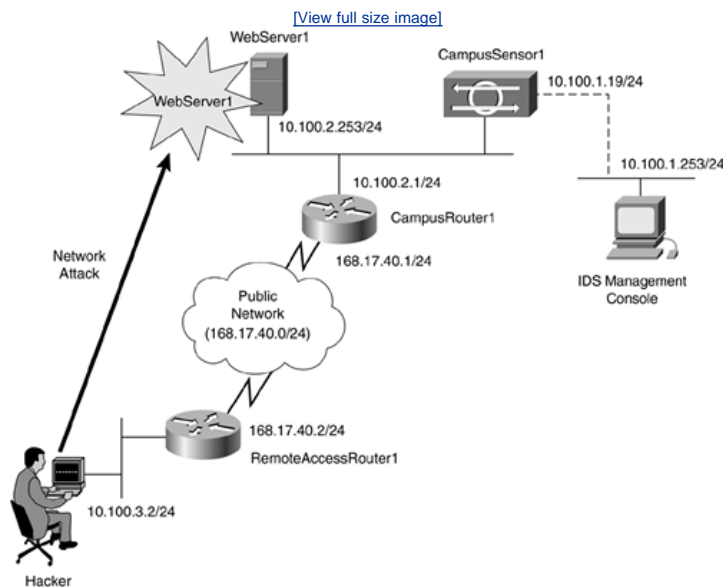 [View full size image]
WebServer1
CampusSensor1
WebServer1
10.100.1.19/24
10.100.2.253/24
10.100.1.253/24
10.100.2.1/24
CampusRouter1
Network
Attack
168.17.40.1/24
IDS Management
Console
Public
Network
(168.17.40.0/24)
168.17.40.2/24
RemoteAccessRouter1
10.100.3.2/24
Hacker